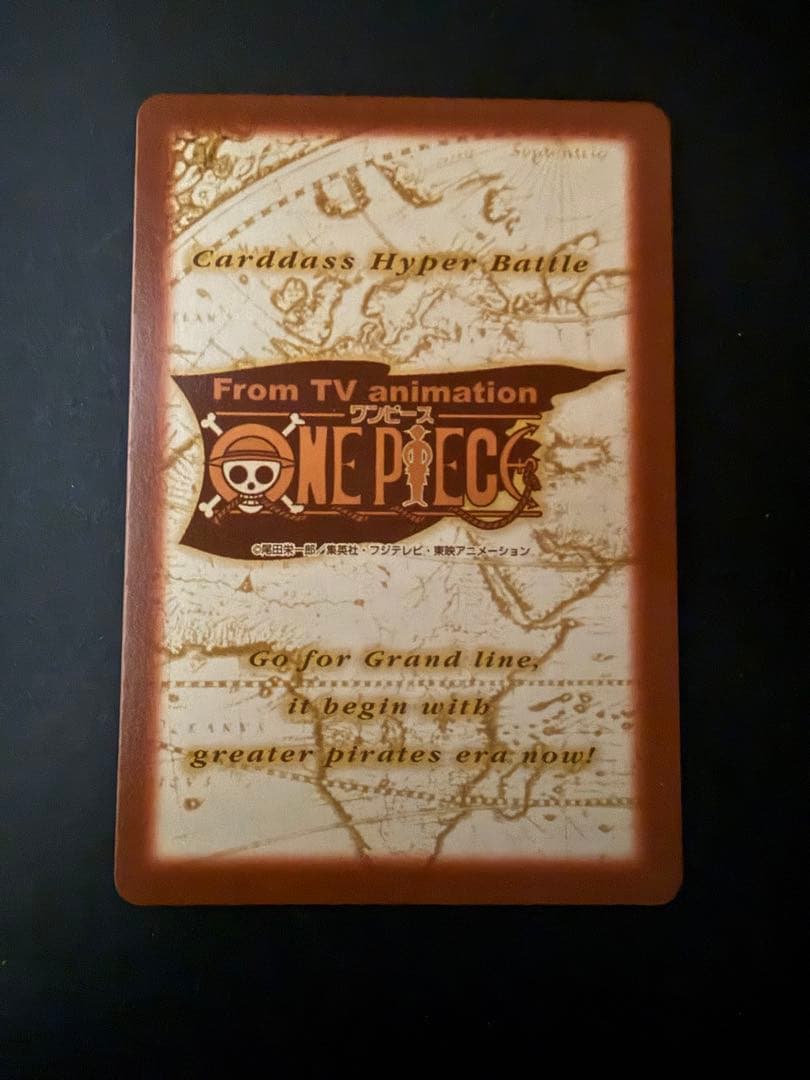 Septentrio
Carddass Hyper Battle
From TV animation
ワンピース
ONE PIECE
©尾田栄一郎／集英社・フジテレビ・東映アニメーション
Go for Grand line,
it begin with
greater pirates era now!